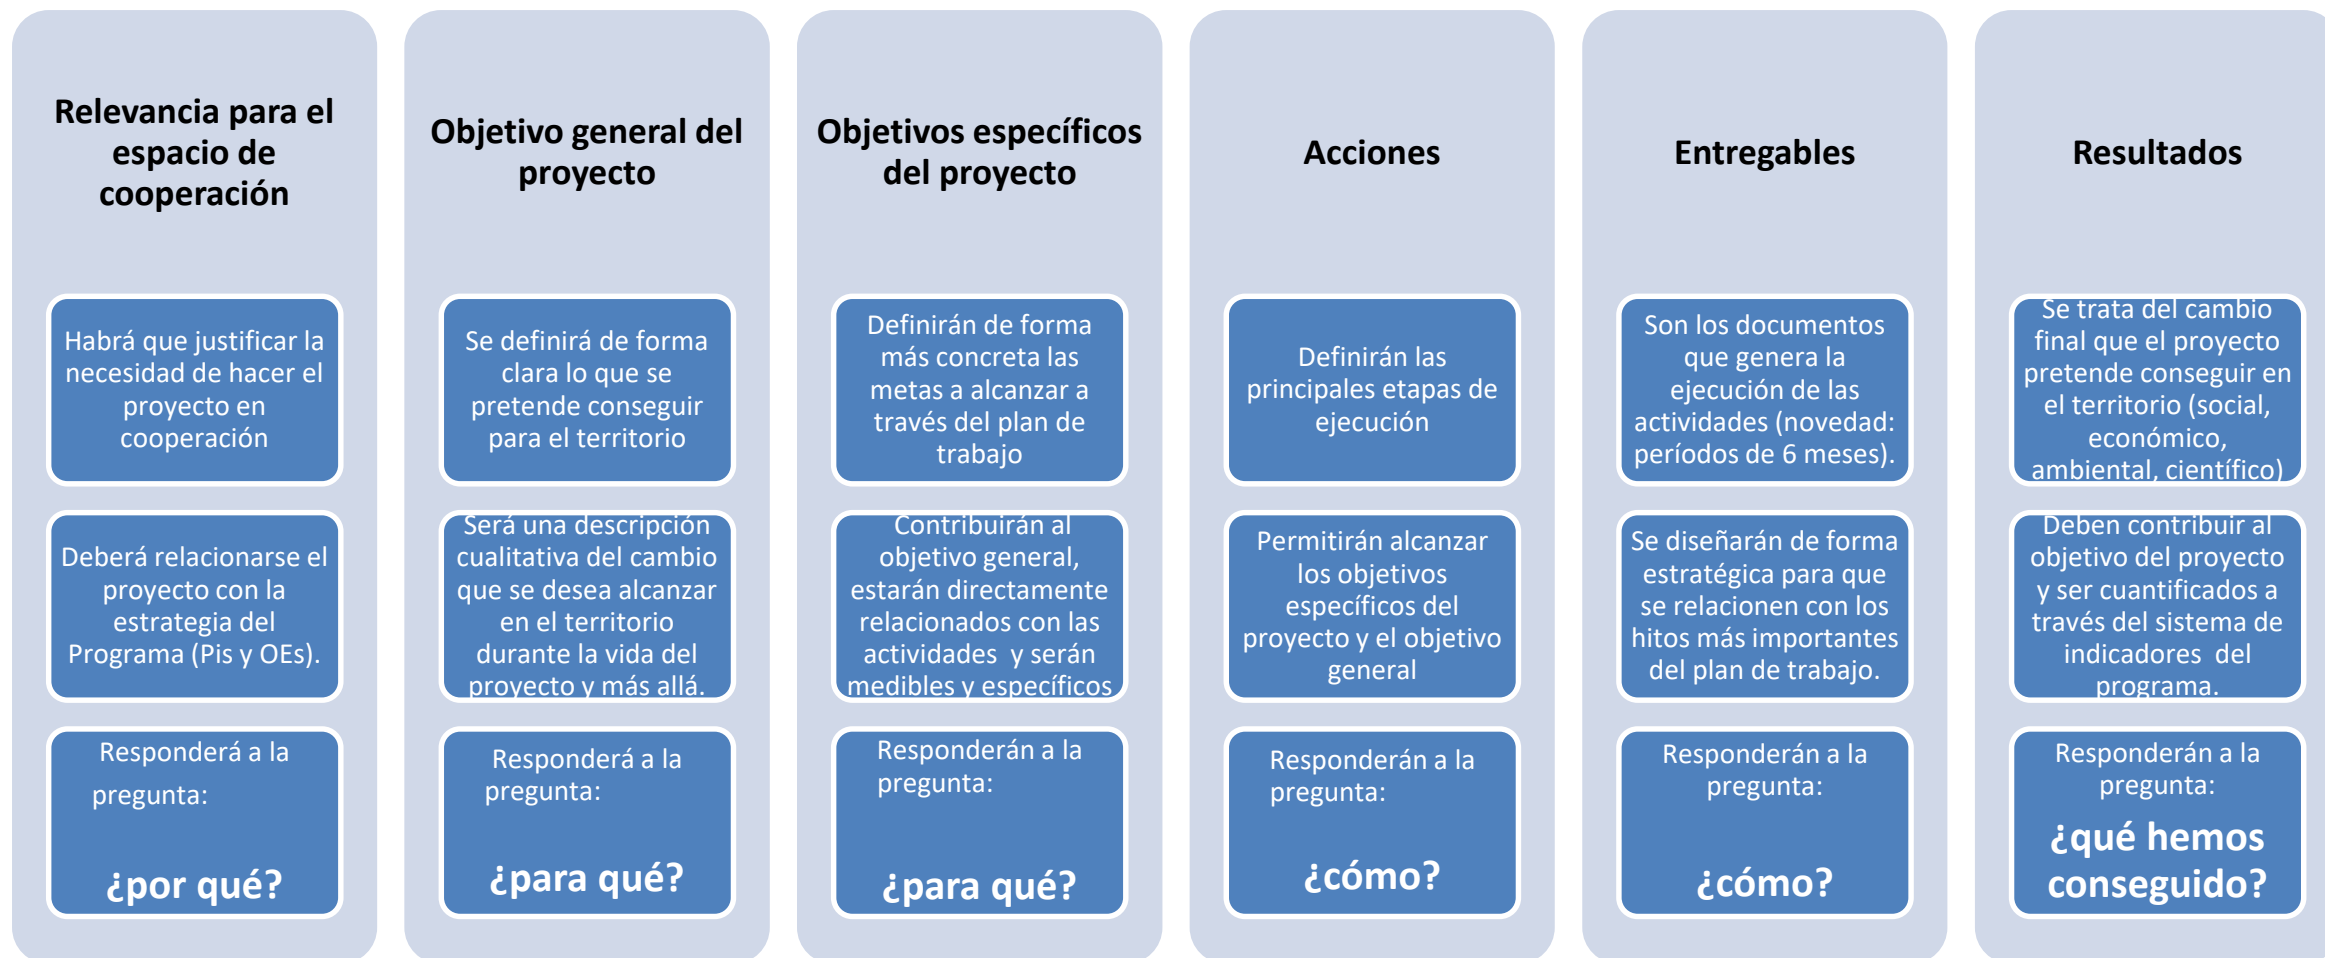 Relevancia para el
espacio de
cooperación
Habrá que justificar la
necesidad de hacer el
proyecto en
cooperación
Deberá relacionarse el
proyecto con la
estrategia del
Programa (Pis y OEs).
Responderá a la
pregunta:
¿por qué?
Objetivo general del
proyecto
Se definirá de forma
clara lo que se
pretende conseguir
para el territorio
Será una descripción
cualitativa del cambio
que se desea alcanzar
en el territorio
durante la vida del
proyecto y más allá.
Responderá a la
pregunta:
¿para qué?
Objetivos específicos
del proyecto
Definirán de forma
más concreta las
metas a alcanzar a
través del plan de
trabajo
Contribuirán al
objetivo general,
estarán directamente
relacionados con las
actividades  y serán
medibles y específicos
Responderán a la
pregunta:
¿para qué?
Acciones
Definirán las
principales etapas de
ejecución
Permitirán alcanzar
los objetivos
específicos del
proyecto y el objetivo
general
Responderán a la
pregunta:
¿cómo?
Entregables
Son los documentos
que genera la
ejecución de las
actividades (novedad:
períodos de 6 meses).
Se diseñarán de forma
estratégica para que
se relacionen con los
hitos más importantes
del plan de trabajo.
Responderán a la
pregunta:
¿cómo?
Resultados
Se trata del cambio
final que el proyecto
pretende conseguir en
el territorio (social,
económico,
ambiental, científico)
Deben contribuir al
objetivo del proyecto
y ser cuantificados a
través del sistema de
indicadores  del
programa.
Responderán a la
pregunta:
¿qué hemos
conseguido?